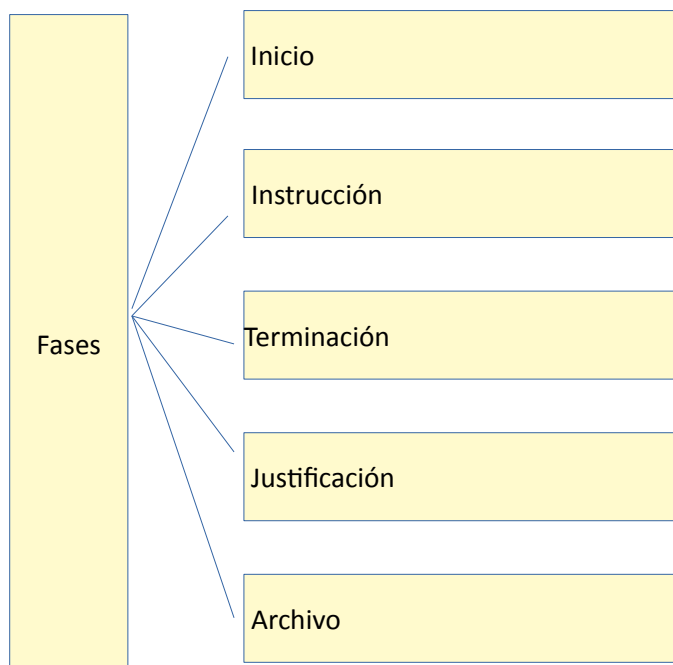 Fases
Inicio
Instrucción
Terminación
Justificación
Archivo